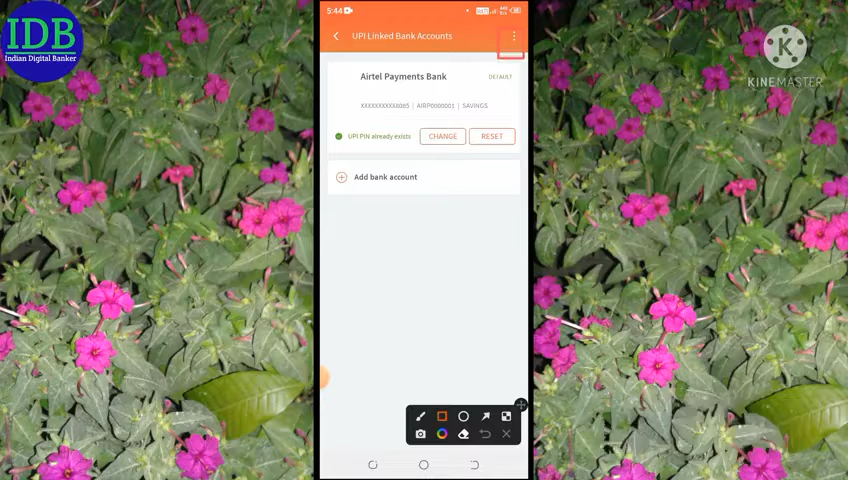 IDB
Indian Digital Banker
5:44
UPI Linked Bank Accounts
Airtel Payments Bank
DEFAULT
XXXXXXXXXX8085 | AIRP0000001 | SAVINGS
UPI PIN already exists
CHANGE
RESET
Add bank account
K
KINEMASTER